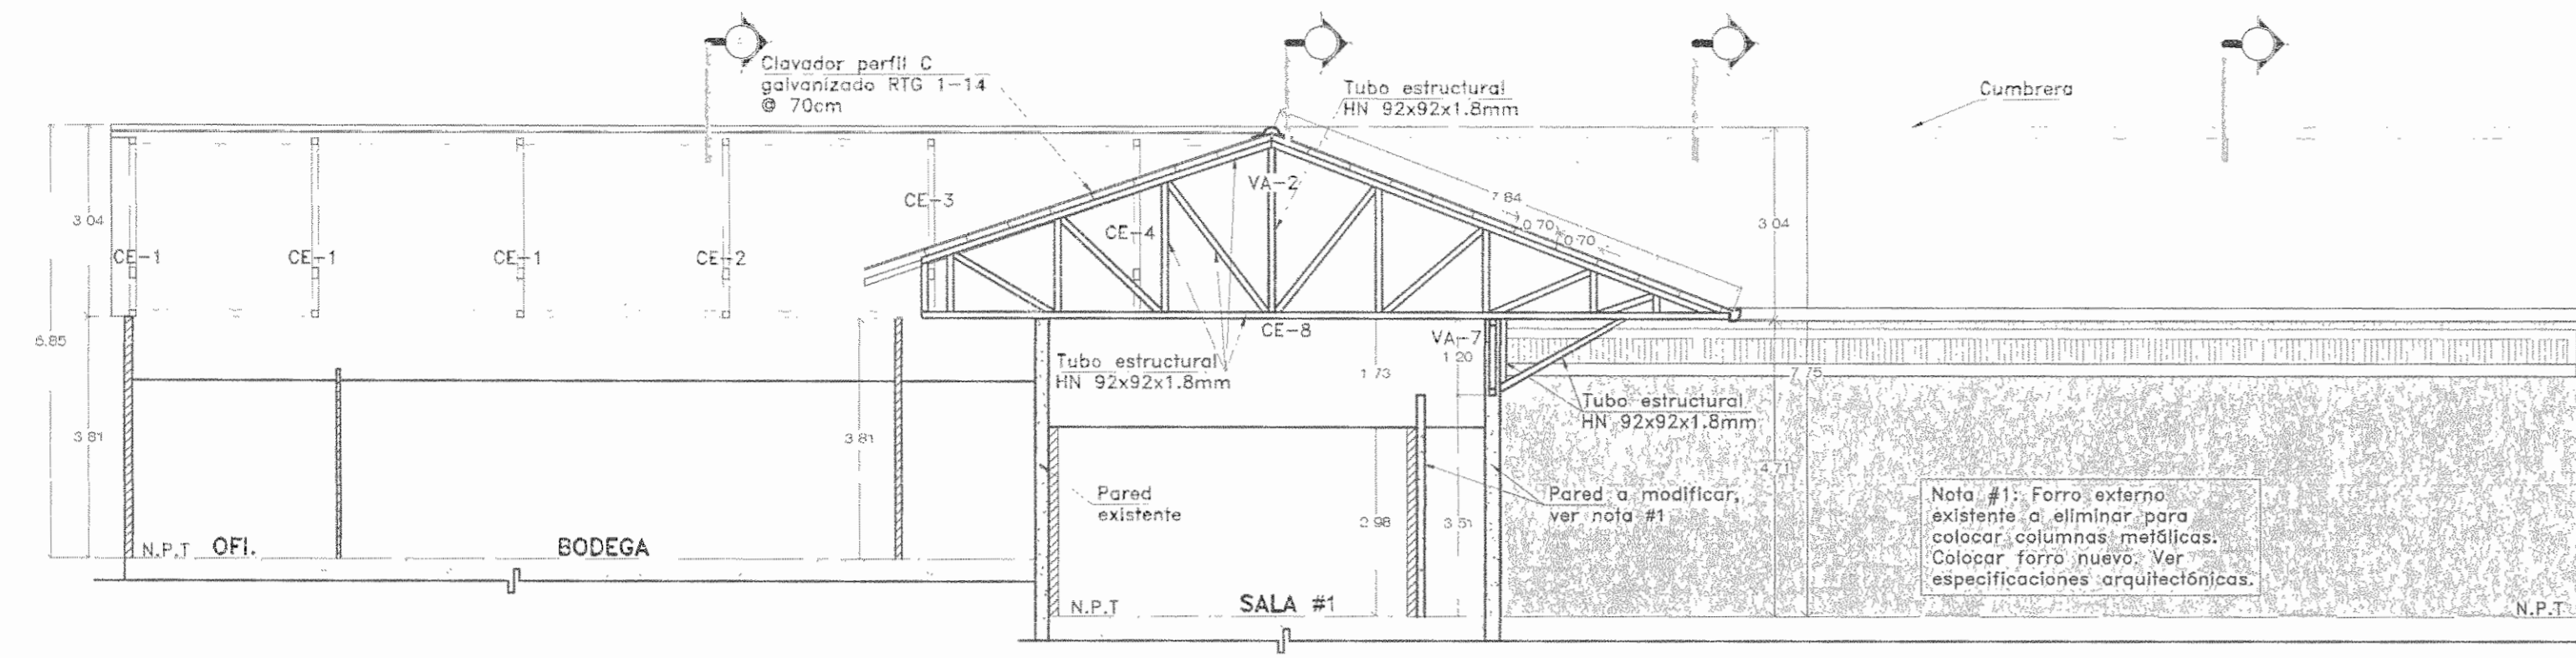 Clavador perfil C
galvanizado RTG 1-14
@ 70cm
Tubo estructural
HN 92x92x1.8mm
Cumbrera
3.04
6.85
3.81
CE-1
CE-1
CE-1
CE-2
CE-3
CE-4
VA-2
7.84
0.70
0.70
3.04
CE-8
VA-7
1.20
1.73
Tubo estructural
HN 92x92x1.8mm
7.75
Tubo estructural
HN 92x92x1.8mm
3.81
4.71
Pared
existente
2.98
3.51
Pared a modificar,
ver nota #1
Nota #1: Forro externo
existente a eliminar para
colocar columnas metálicas.
Colocar forro nuevo. Ver
especificaciones arquitectónicas.
N.P.T
OFI.
BODEGA
N.P.T
SALA #1
N.P.T